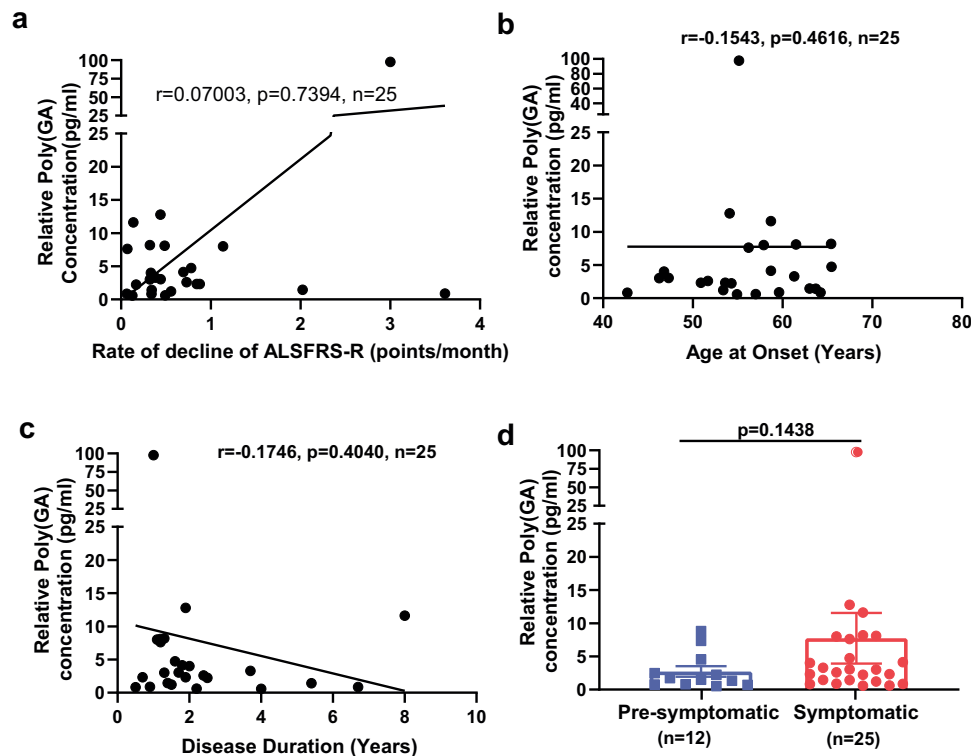 a
r=0.07003, p=0.7394, n=25
Relative Poly(GA)
Concentration(pg/ml)
100
75
50
25
25
20
15
10
5
0
0 1 2 3 4
Rate of decline of ALSFRS-R (points/month)
b
r=-0.1543, p=0.4616, n=25
Relative Poly(GA)
concentration (pg/ml)
100
80
60
40
25
20
15
10
5
0
40 50 60 70 80
Age at Onset (Years)
c
r=-0.1746, p=0.4040, n=25
Relative Poly(GA)
concentration (pg/ml)
100
75
50
25
25
20
15
10
5
0
0 2 4 6 8 10
Disease Duration (Years)
d
p=0.1438
Relative Poly(GA)
concentration (pg/ml)
100
75
50
25
25
20
15
10
5
0
Pre-symptomatic Symptomatic
(n=12) (n=25)